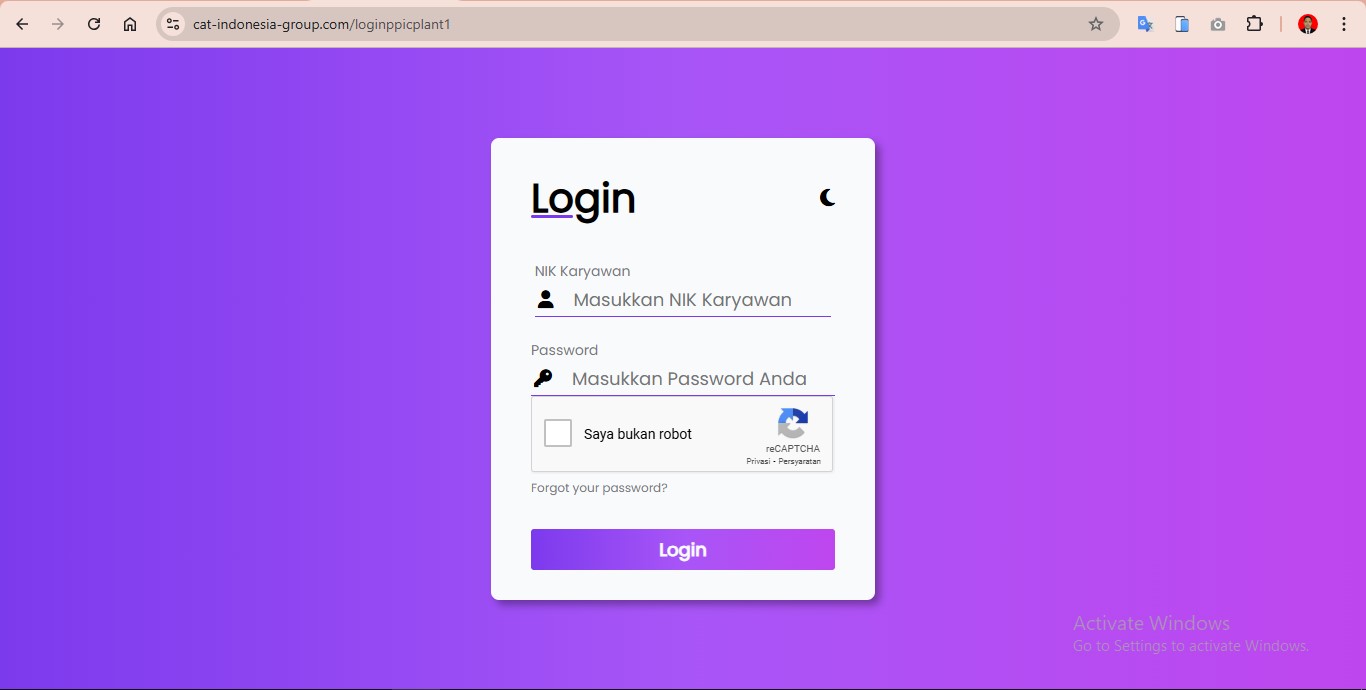 cat-indonesia-group.com/loginppicplant1
Login
NIK Karyawan
Masukkan NIK Karyawan
Password
Masukkan Password Anda
Saya bukan robot
reCAPTCHA
Privasi - Persyaratan
Forgot your password?
Login
Activate Windows
Go to Settings to activate Windows.